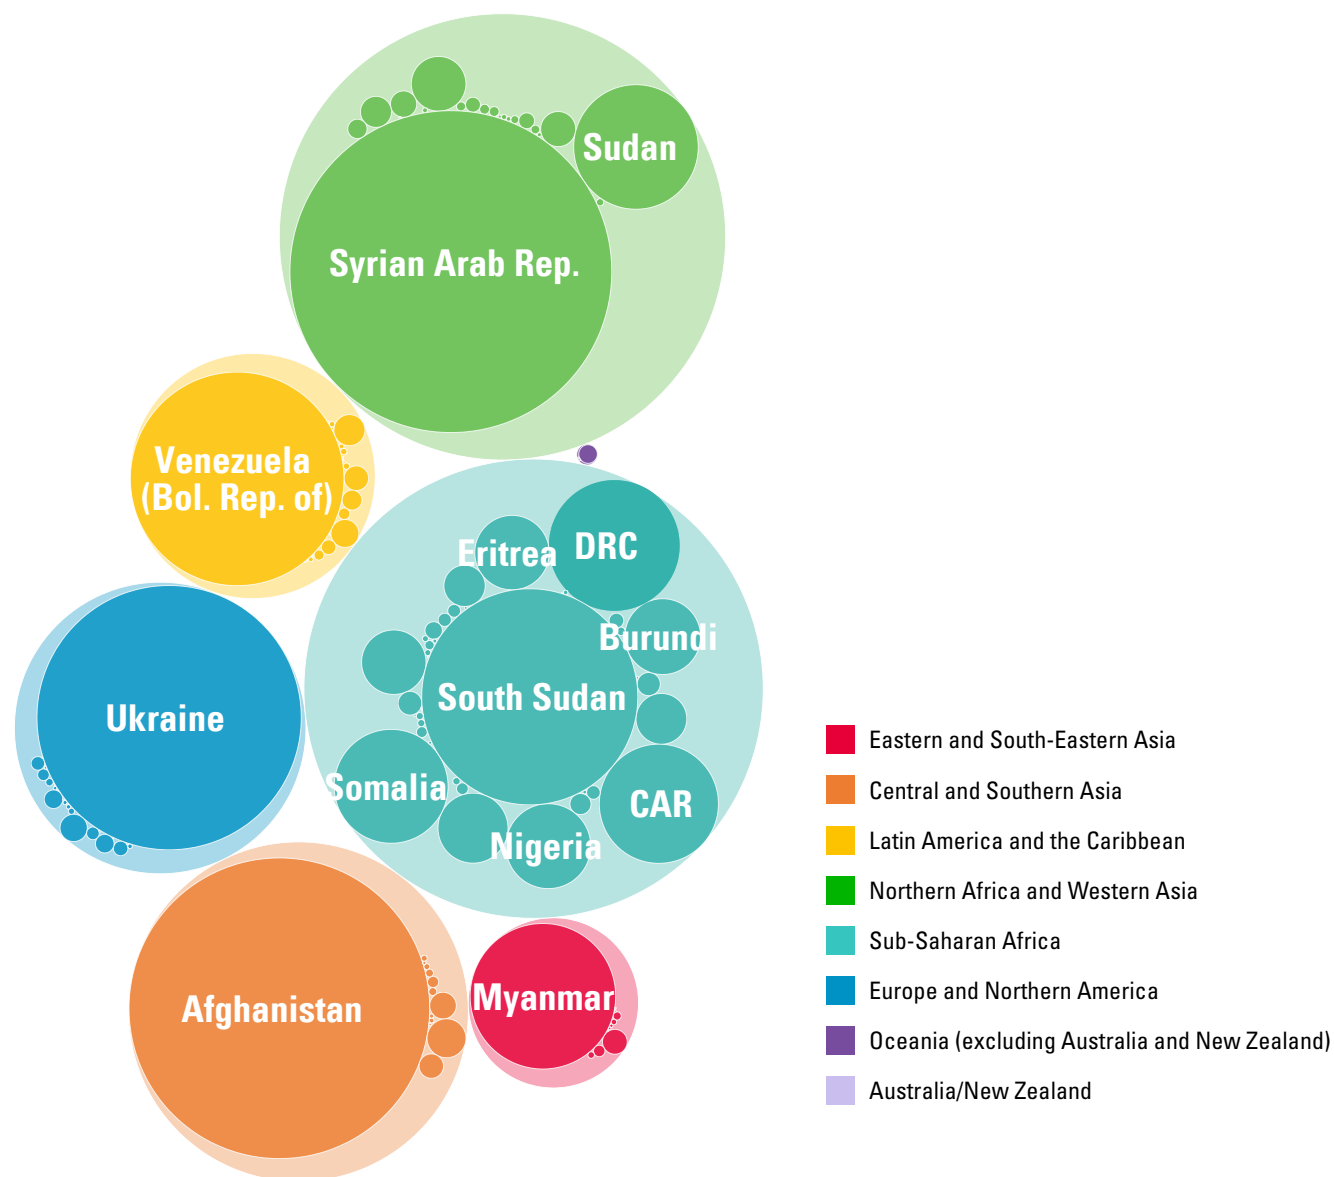 Sudan
Syrian Arab Rep.
Venezuela
(Bol. Rep. of)
Eritrea
DRC
Burundi
South Sudan
Ukraine
Somalia
CAR
Nigeria
Afghanistan
Myanmar
Eastern and South-Eastern Asia
Central and Southern Asia
Latin America and the Caribbean
Northern Africa and Western Asia
Sub-Saharan Africa
Europe and Northern America
Oceania (excluding Australia and New Zealand)
Australia/New Zealand